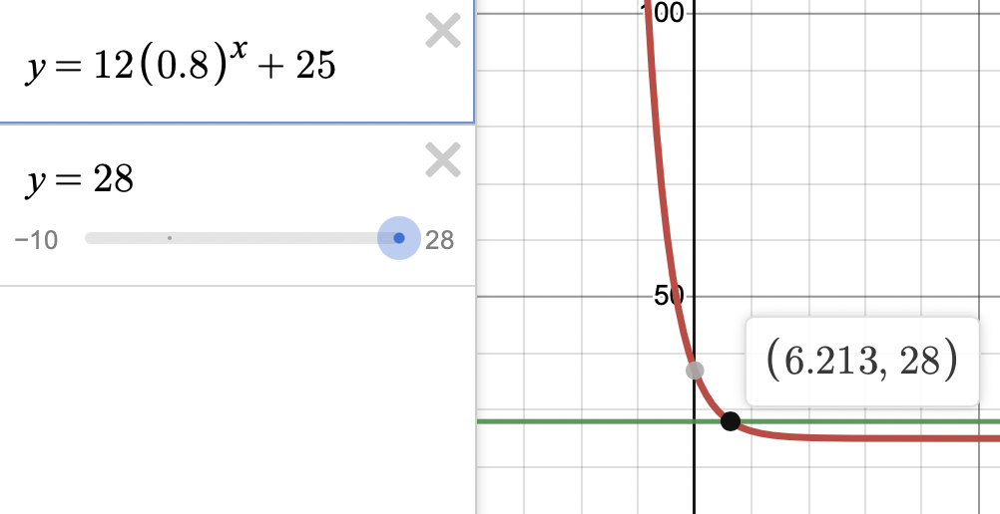 y = 12(0.8)^x + 25
y = 28
−10
28
100
50
(6.213, 28)